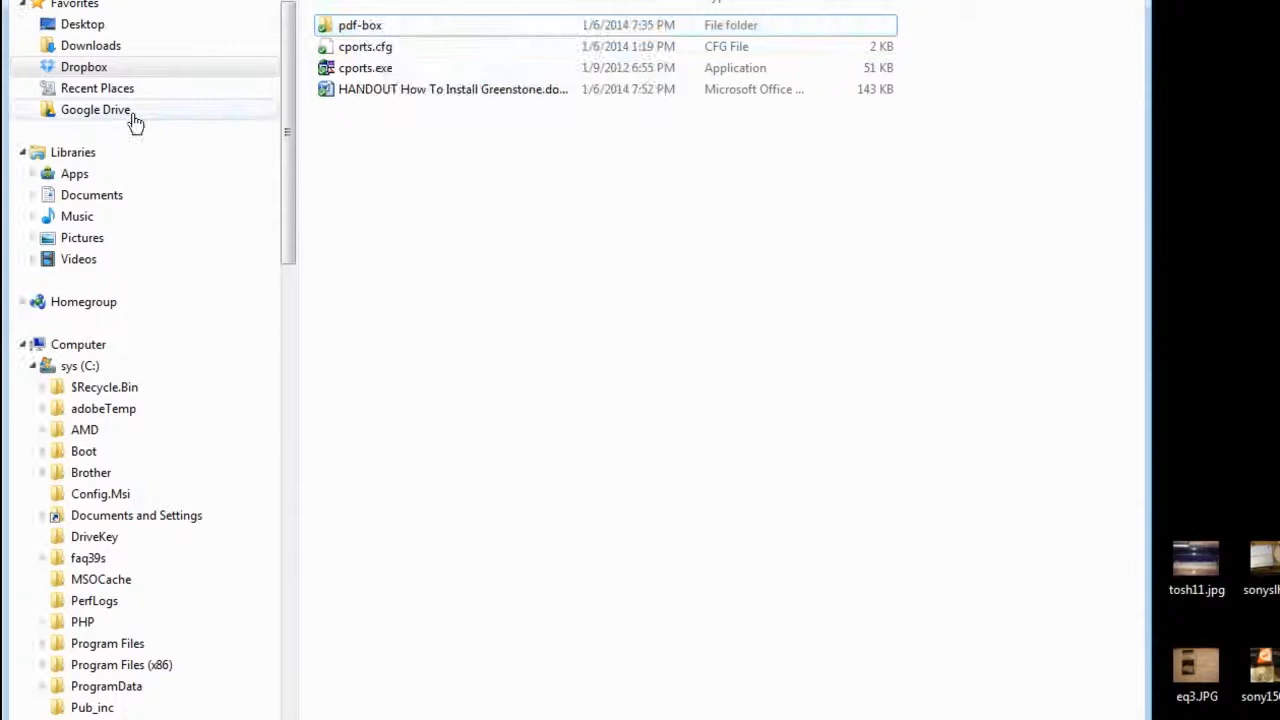 Favorites
Desktop
Downloads
Dropbox
Recent Places
Google Drive
Libraries
Apps
Documents
Music
Pictures
Videos
Homegroup
Computer
sys (C:)
$Recycle.Bin
adobeTemp
AMD
Boot
Brother
Config.Msi
Documents and Settings
DriveKey
faq39s
MSOCache
PerfLogs
PHP
Program Files
Program Files (x86)
ProgramData
Pub_inc
pdf-box 1/6/2014 7:35 PM File folder
cports.cfg 1/6/2014 1:19 PM CFG File 2 KB
cports.exe 1/9/2012 6:55 PM Application 51 KB
HANDOUT How To Install Greenstone.do... 1/6/2014 7:52 PM Microsoft Office ... 143 KB
tosh11.jpg
eq3.JPG